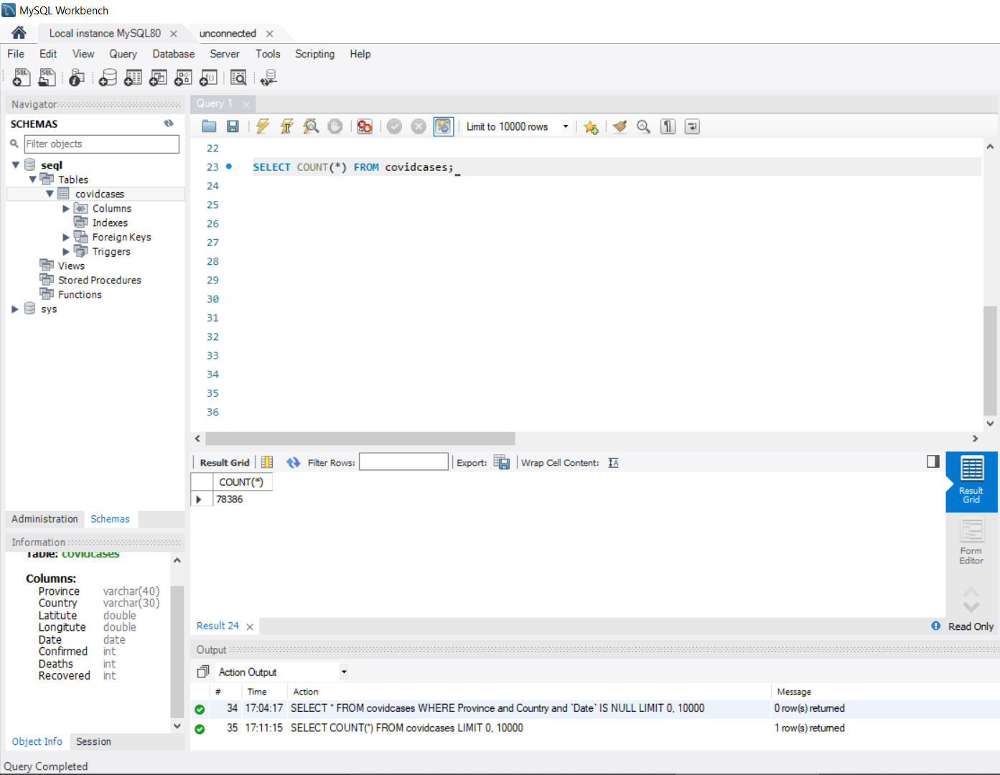 MySQL Workbench
Local instance MySQL80
unconnected
File Edit View Query Database Server Tools Scripting Help
Navigator
SCHEMAS
Filter objects
seql
Tables
covidcases
Columns
Indexes
Foreign Keys
Triggers
Views
Stored Procedures
Functions
sys
Administration Schemas
Information
Table: covidcases
Columns:
Province varchar(40)
Country varchar(30)
Latitute double
Longitute double
Date date
Confirmed int
Deaths int
Recovered int
Object Info Session
Query 1
Limit to 10000 rows
22
23 SELECT COUNT(*) FROM covidcases;
24
25
26
27
28
29
30
31
32
33
34
35
36
Result Grid Filter Rows: Export: Wrap Cell Content:
COUNT(*)
78386
Result Grid
Form Editor
Result 24
Read Only
Output
Action Output
# Time Action Message
34 17:04:17 SELECT * FROM covidcases WHERE Province and Country and `Date` IS NULL LIMIT 0, 10000 0 row(s) returned
35 17:11:15 SELECT COUNT(*) FROM covidcases LIMIT 0, 10000 1 row(s) returned
Query Completed